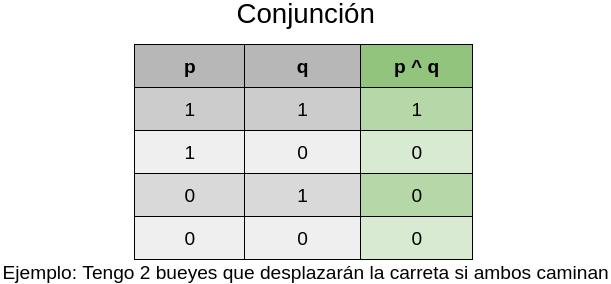 Conjunción
p q p ^ q
1 1 1
1 0 0
0 1 0
0 0 0
Ejemplo: Tengo 2 bueyes que desplazarán la carreta si ambos caminan